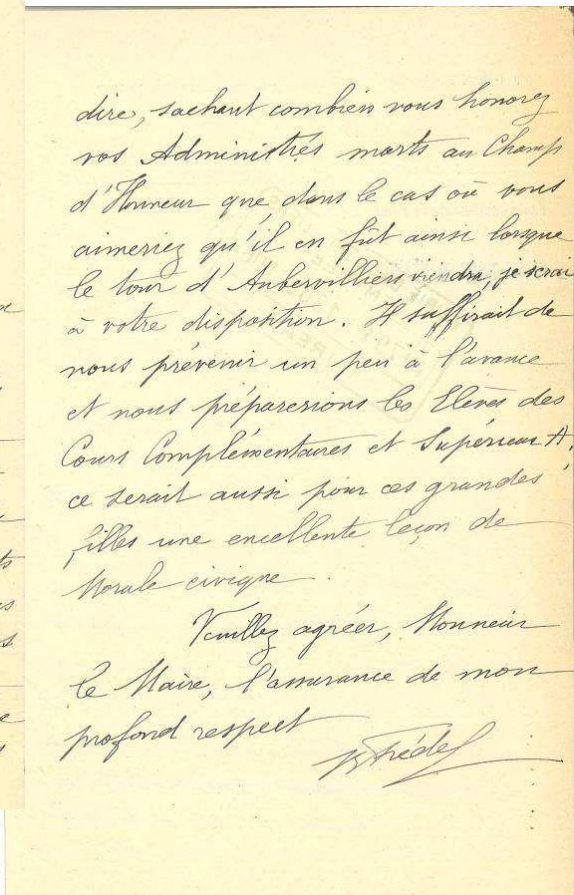 dire, sachant combien vous honorez
vos Administrés morts au Champ
d'Honneur que, dans le cas où vous
aimeriez qu'il en fût ainsi lorsque
le tour d'Aubervilliers viendra, je serai
à votre disposition. Il suffirait de
nous prévenir un peu à l'avance
et nous préparerions les Elèves des
Cours Complémentaires et Supérieur A,
ce serait aussi pour ces grandes
filles une excellente leçon de
Morale civique.
Veuillez agréer, Monsieur
le Maire, l'assurance de mon
profond respect